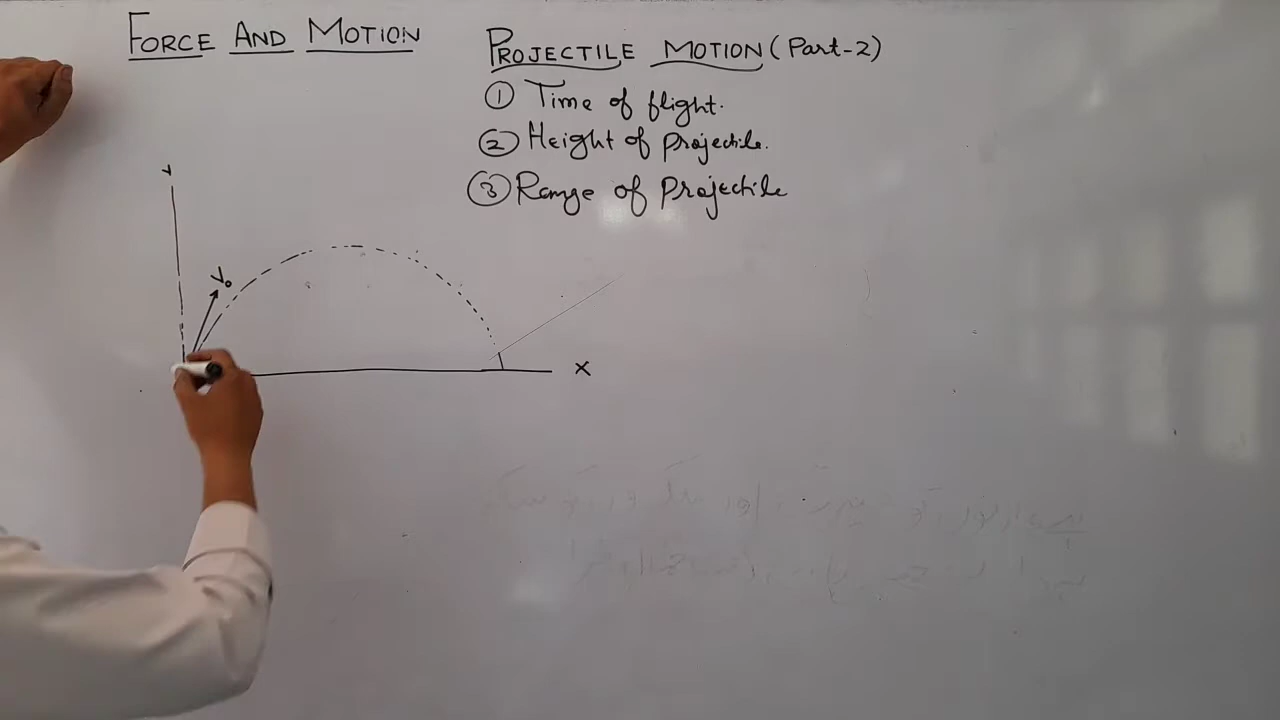 FORCE AND MOTION
PROJECTILE MOTION (Part-2)
① Time of flight.
② Height of Projectile.
③ Range of Projectile
V₀
X